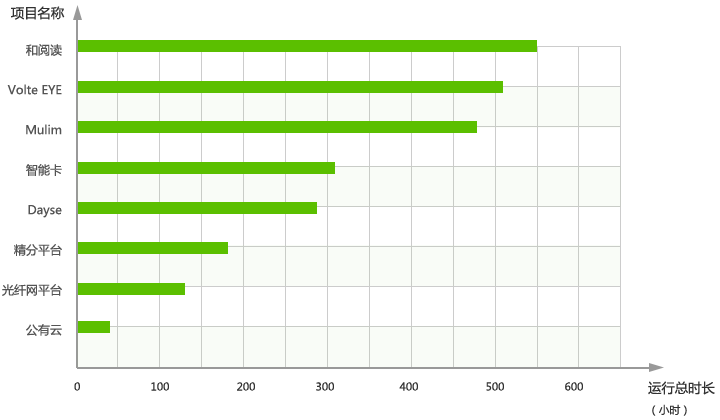 项目名称
和阅读
Volte EYE
Mulim
智能卡
Dayse
精分平台
光纤网平台
公有云
0 100 200 300 400 500 600
运行总时长
（小时）